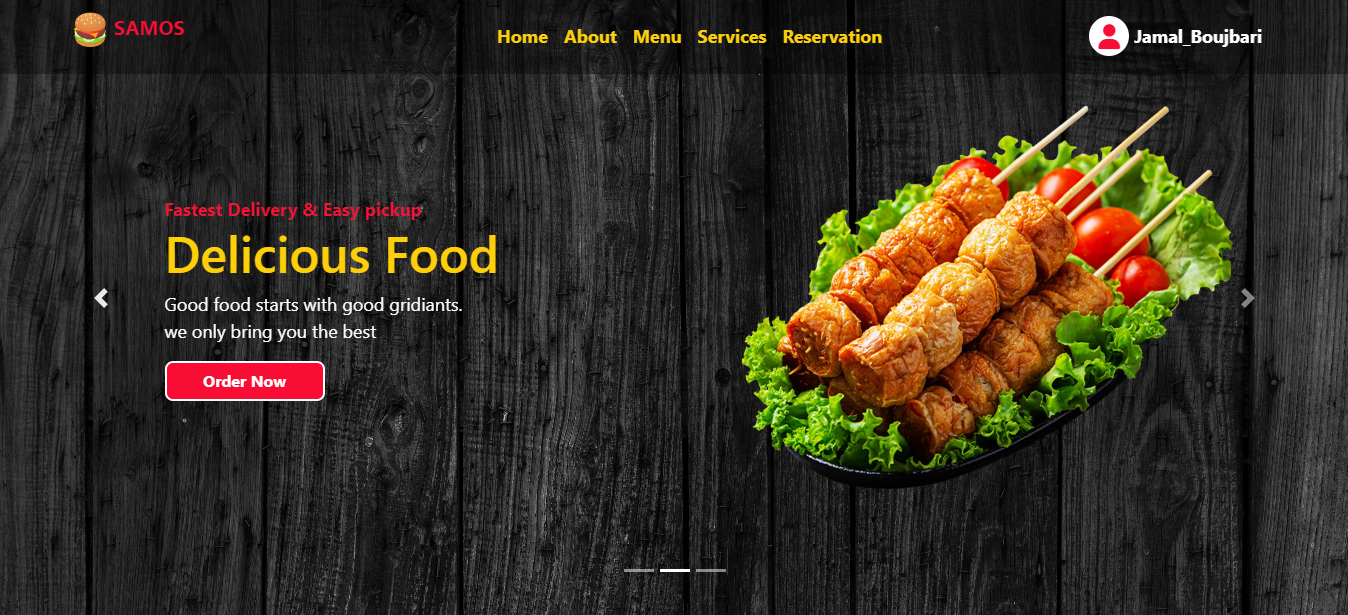 SAMOS
Home About Menu Services Reservation
Jamal_Boujbari
Fastest Delivery & Easy pickup
Delicious Food
Good food starts with good gridiants.
we only bring you the best
Order Now